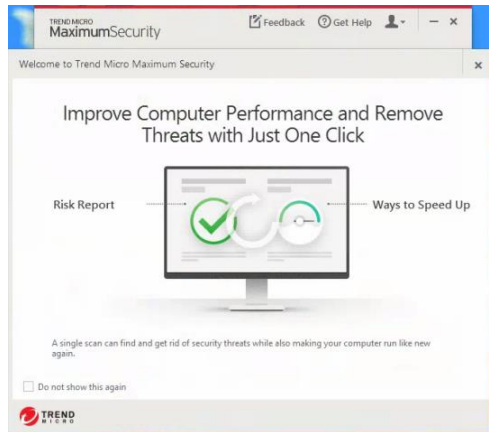 TREND MICRO
MaximumSecurity
Feedback Get Help
Welcome to Trend Micro Maximum Security
Improve Computer Performance and Remove
Threats with Just One Click
Risk Report
Ways to Speed Up
A single scan can find and get rid of security threats while also making your computer run like new
again.
Do not show this again
TREND
MICRO